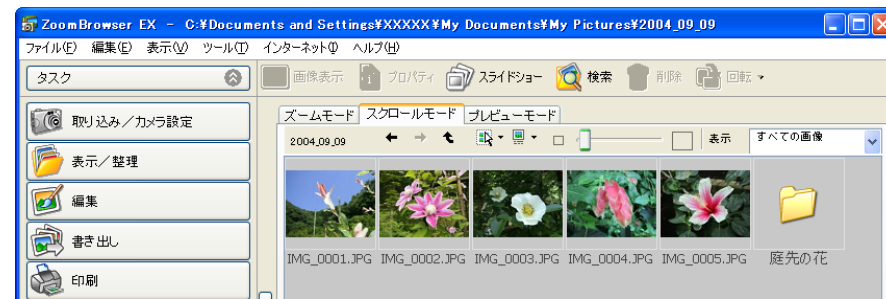 ZoomBrowser EX - C:¥Documents and Settings¥XXXXX¥My Documents¥My Pictures¥2004_09_09
ファイル(F) 編集(E) 表示(V) ツール(T) インターネット(I) ヘルプ(H)
タスク 画像表示 プロパティ スライドショー 検索 削除 回転
取り込み／カメラ設定
表示／整理
編集
書き出し
印刷
ズームモード スクロールモード プレビューモード
2004_09_09 表示 すべての画像
IMG_0001.JPG IMG_0002.JPG IMG_0003.JPG IMG_0004.JPG IMG_0005.JPG 庭先の花